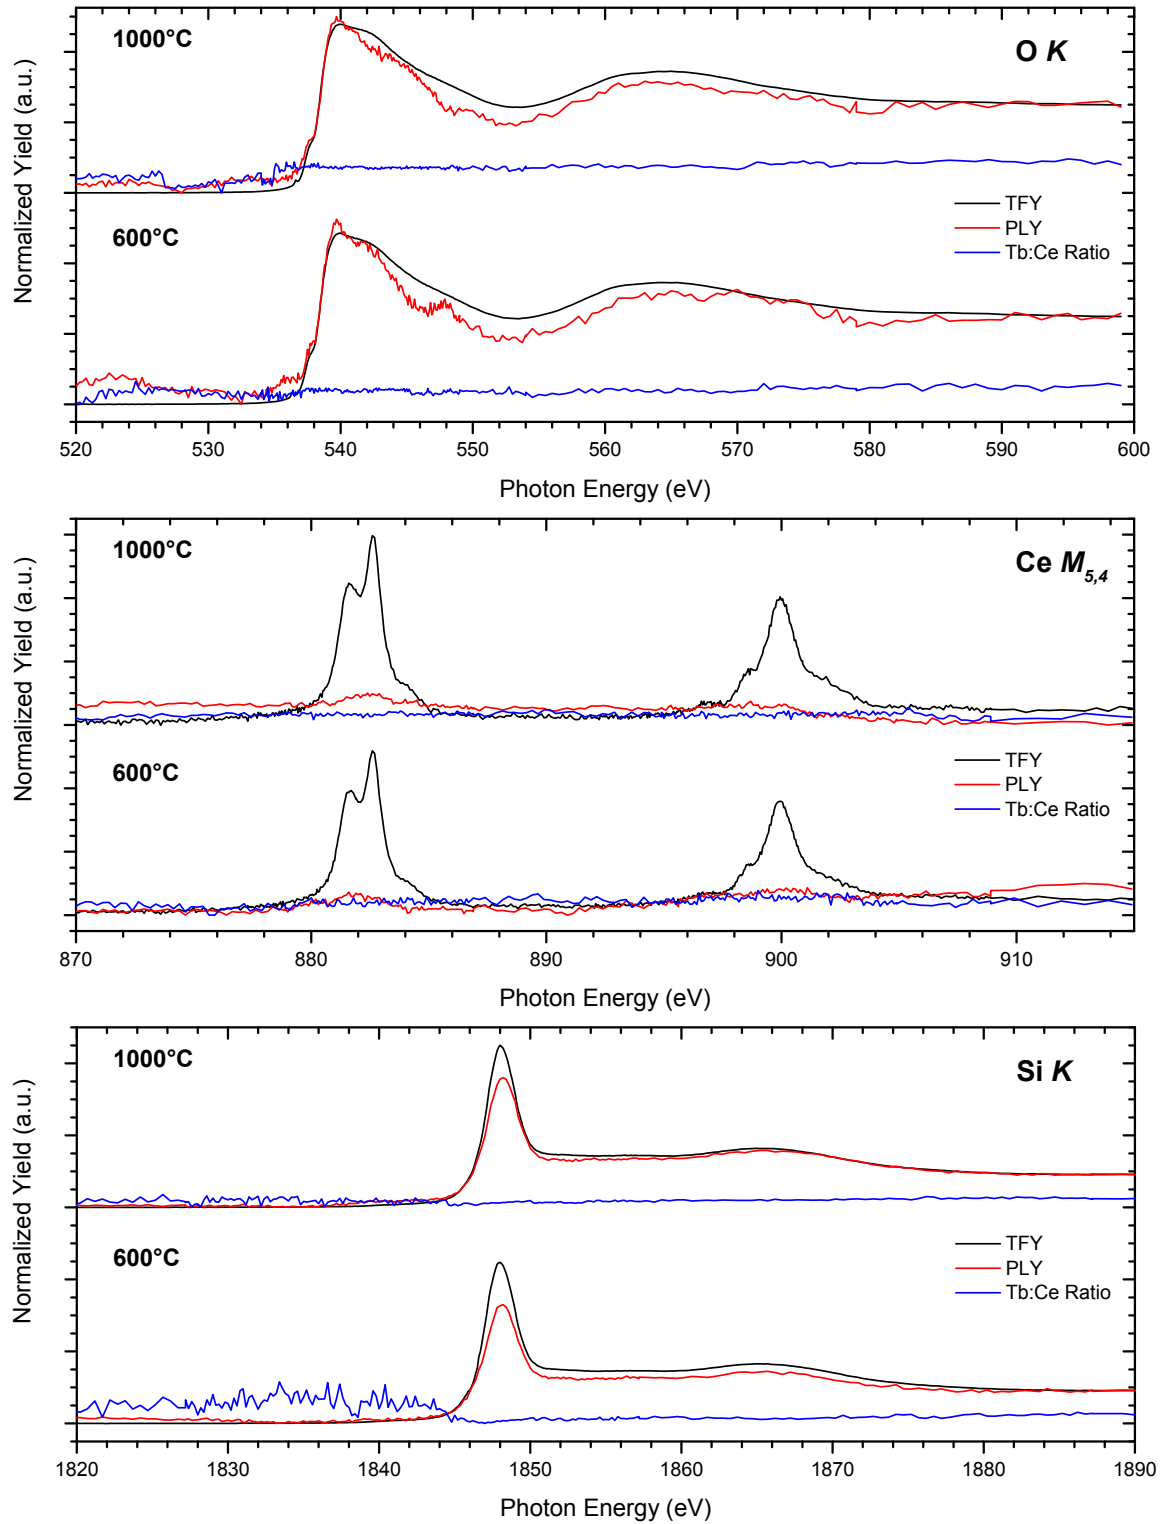 1000°C
O K
Normalized Yield (a.u.)
TFY
PLY
Tb:Ce Ratio
600°C
520 530 540 550 560 570 580 590 600
Photon Energy (eV)
1000°C
Ce M5,4
Normalized Yield (a.u.)
TFY
PLY
Tb:Ce Ratio
600°C
870 880 890 900 910
Photon Energy (eV)
1000°C
Si K
Normalized Yield (a.u.)
TFY
PLY
Tb:Ce Ratio
600°C
1820 1830 1840 1850 1860 1870 1880 1890
Photon Energy (eV)